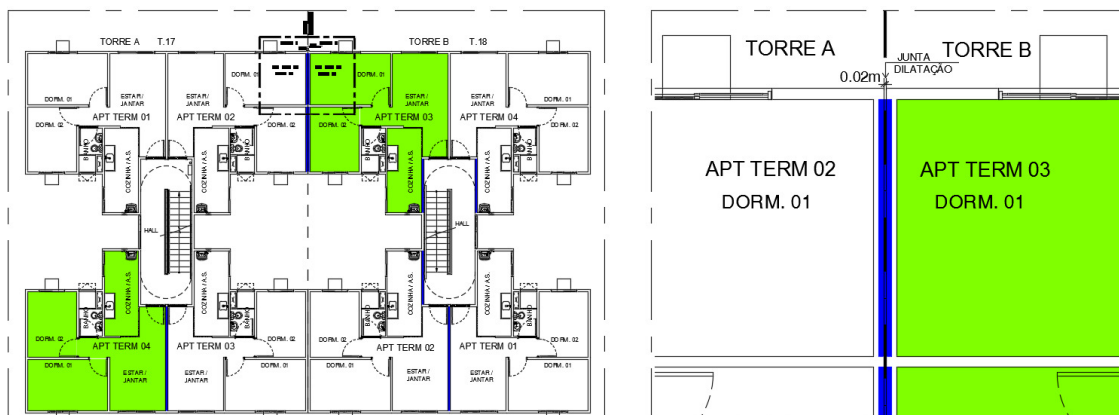 TORRE A T.17
TORRE B T.18
DORM. 01
DORM. 01
DORM. 01
DORM. 01
ESTAR / JANTAR
ESTAR / JANTAR
ESTAR / JANTAR
ESTAR / JANTAR
APT TERM 01
APT TERM 02
APT TERM 03
APT TERM 04
DORM. 02
DORM. 02
DORM. 02
DORM. 02
BANHO
COZINHA / A.S.
COZINHA / A.S.
BANHO
BANHO
COZINHA / A.S.
COZINHA / A.S.
BANHO
HALL
HALL
COZINHA / A.S.
COZINHA / A.S.
COZINHA / A.S.
COZINHA / A.S.
BANHO
BANHO
BANHO
BANHO
DORM. 02
DORM. 02
DORM. 02
DORM. 02
APT TERM 04
APT TERM 03
APT TERM 02
APT TERM 01
DORM. 01
DORM. 01
DORM. 01
DORM. 01
ESTAR / JANTAR
ESTAR / JANTAR
ESTAR / JANTAR
ESTAR / JANTAR
TORRE A
TORRE B
JUNTA
DILATAÇÃO
0.02m
APT TERM 02
DORM. 01
APT TERM 03
DORM. 01